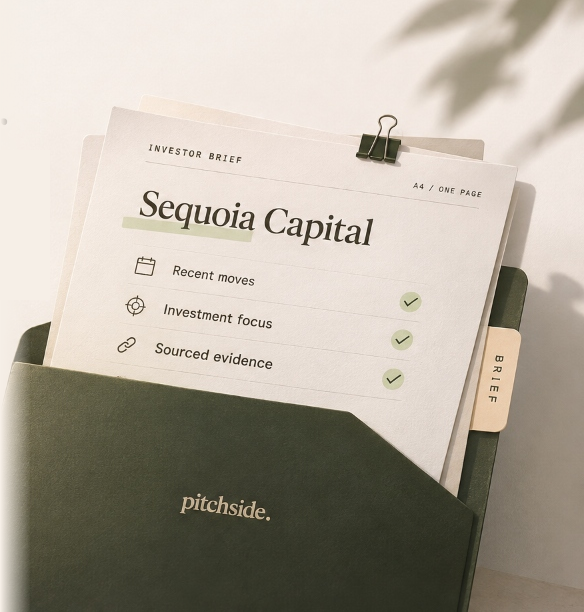 INVESTOR BRIEF
A4 / ONE PAGE
Sequoia Capital
Recent moves
Investment focus
Sourced evidence
BRIEF
pitchside.